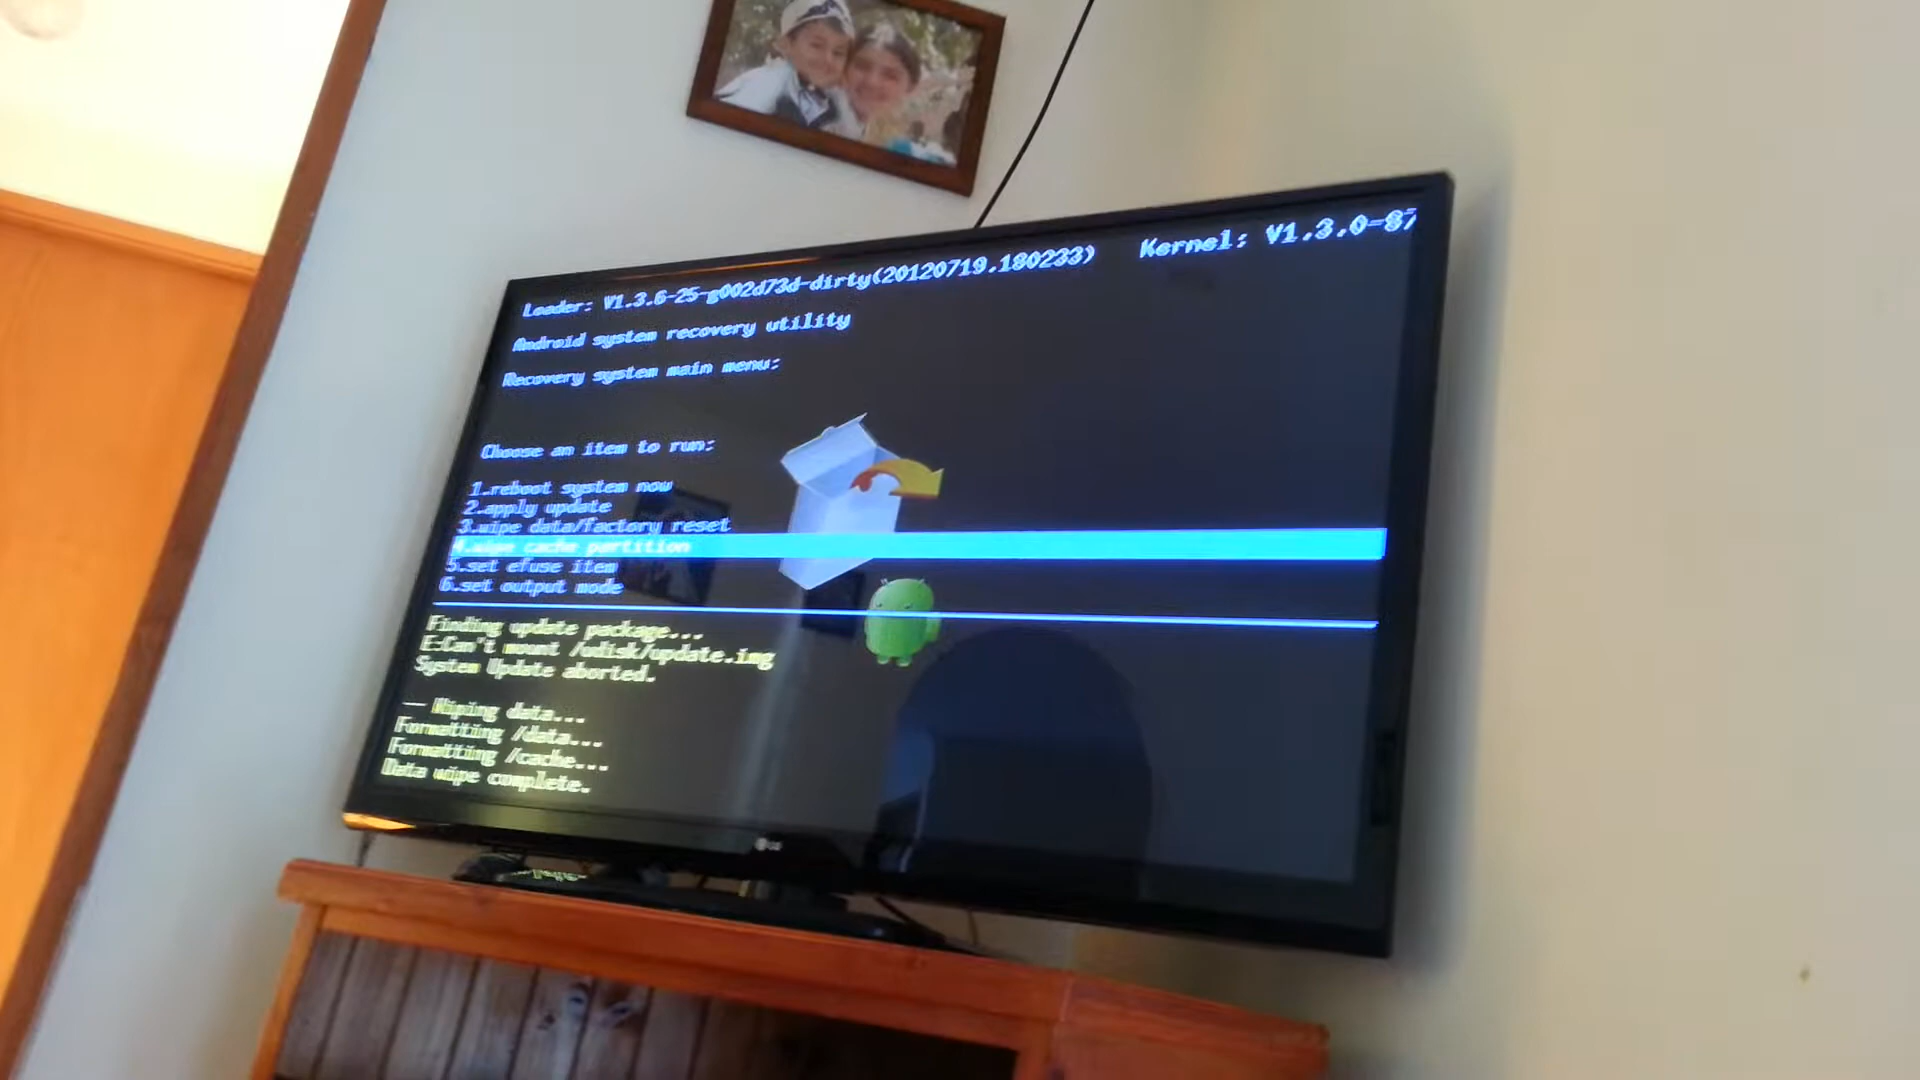 Loader: V1.3.6-25-g002d73d-dirty(20120719.180233) Kernel: V1.3.0-87
Android system recovery utility
Recovery system main menu:
Choose an item to run:
1.reboot system now
2.apply update
3.wipe data/factory reset
4.wipe cache partition
5.set efuse item
6.set output mode
Finding update package...
E:Can't mount /udisk/update.img
System Update aborted.
-- Wiping data...
Formatting /data...
Formatting /cache...
Data wipe complete.
LG